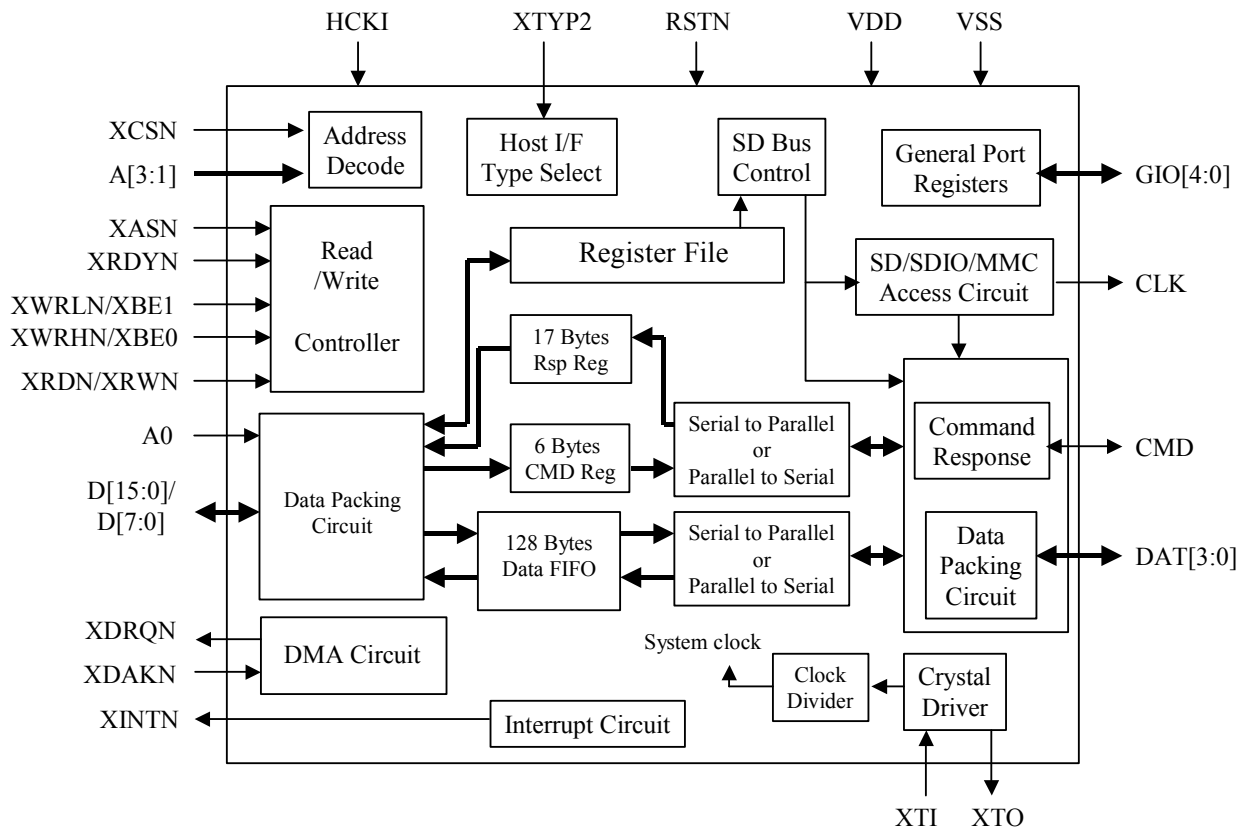 HCKI
XTYP2
RSTN
VDD
VSS
XCSN
A[3:1]
Address
Decode
Host I/F
Type Select
SD Bus
Control
General Port
Registers
GIO[4:0]
XASN
XRDYN
XWRLN/XBE1
XWRHN/XBE0
XRDN/XRWN
Read
/Write
Controller
Register File
SD/SDIO/MMC
Access Circuit
CLK
17 Bytes
Rsp Reg
A0
D[15:0]/
D[7:0]
Data Packing
Circuit
6 Bytes
CMD Reg
Serial to Parallel
or
Parallel to Serial
Command
Response
CMD
128 Bytes
Data FIFO
Serial to Parallel
or
Parallel to Serial
Data
Packing
Circuit
DAT[3:0]
XDRQN
XDAKN
DMA Circuit
System clock
Clock
Divider
Crystal
Driver
XINTN
Interrupt Circuit
XTI
XTO